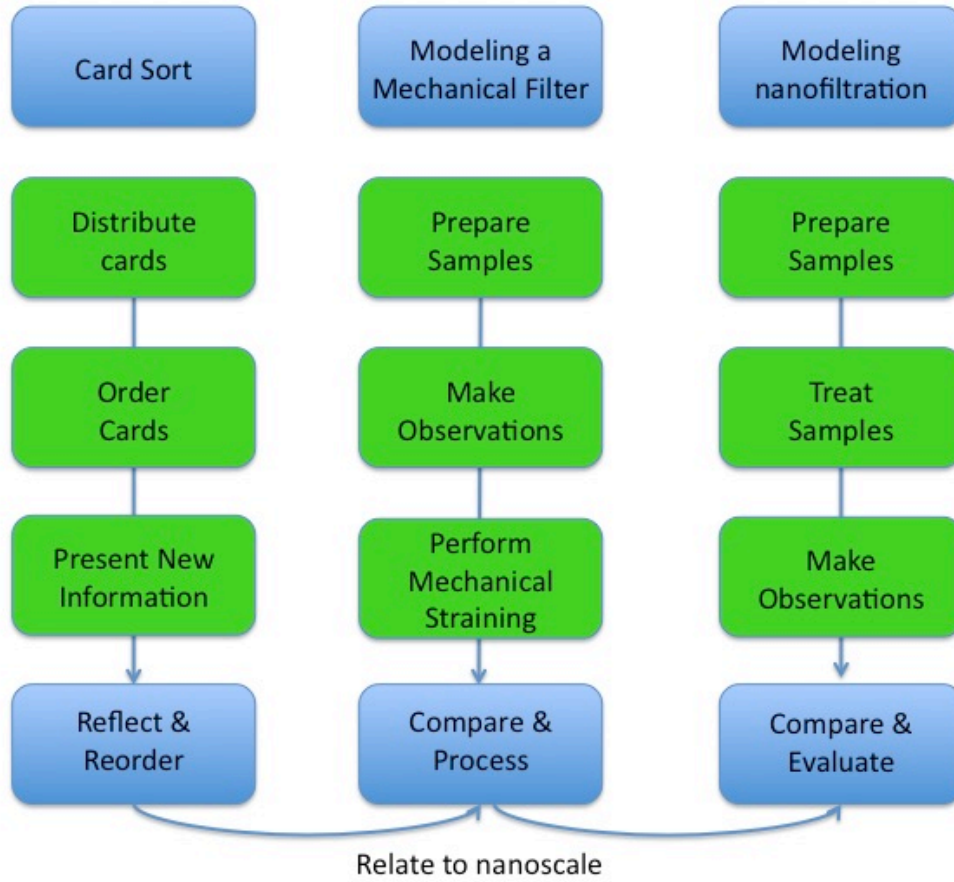 Card Sort
Modeling a
Mechanical Filter
Modeling
nanofiltration
Distribute
cards
Prepare
Samples
Prepare
Samples
Order
Cards
Make
Observations
Treat
Samples
Present New
Information
Perform
Mechanical
Straining
Make
Observations
Reflect &
Reorder
Compare &
Process
Compare &
Evaluate
Relate to nanoscale